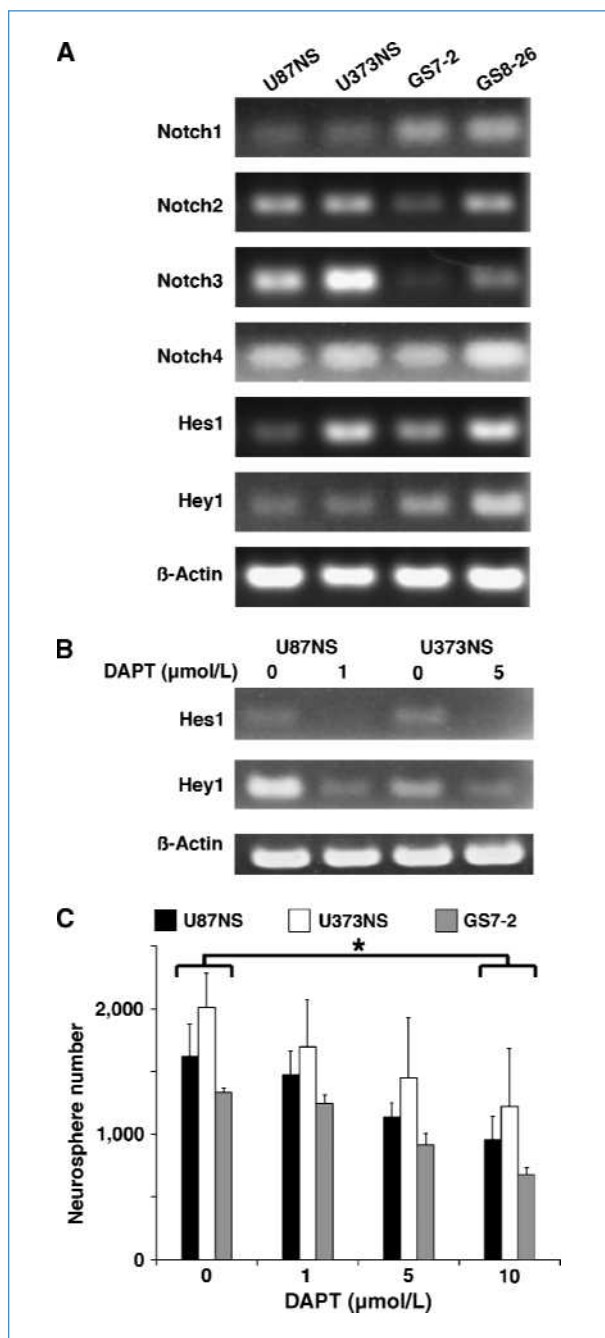 A
U87NS U373NS GS7-2 GS8-26
Notch1
Notch2
Notch3
Notch4
Hes1
Hey1
ß-Actin
B
U87NS U373NS
DAPT (µmol/L) 0 1 0 5
Hes1
Hey1
ß-Actin
C
U87NS U373NS GS7-2
*
Neurosphere number
2,000
1,000
0
0 1 5 10
DAPT (µmol/L)